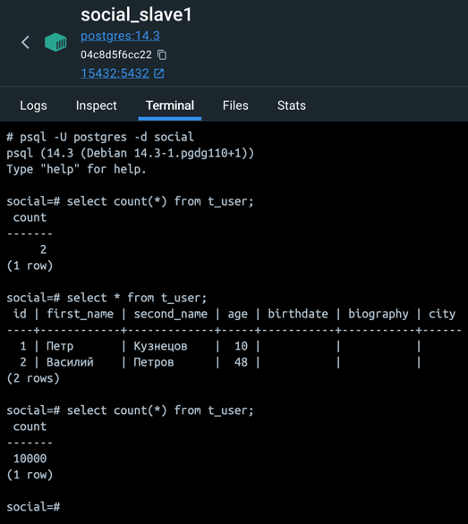 social_slave1
postgres:14.3
04c8d5f6cc22
15432:5432
Logs Inspect Terminal Files Stats
# psql -U postgres -d social
psql (14.3 (Debian 14.3-1.pgdg110+1))
Type "help" for help.
social=# select count(*) from t_user;
 count
-------
     2
(1 row)
social=# select * from t_user;
 id | first_name | second_name | age | birthdate | biography | city
----+------------+-------------+-----+-----------+-----------+------
  1 | Петр       | Кузнецов    |  10 |           |           |
  2 | Василий    | Петров      |  48 |           |           |
(2 rows)
social=# select count(*) from t_user;
 count
-------
 10000
(1 row)
social=#